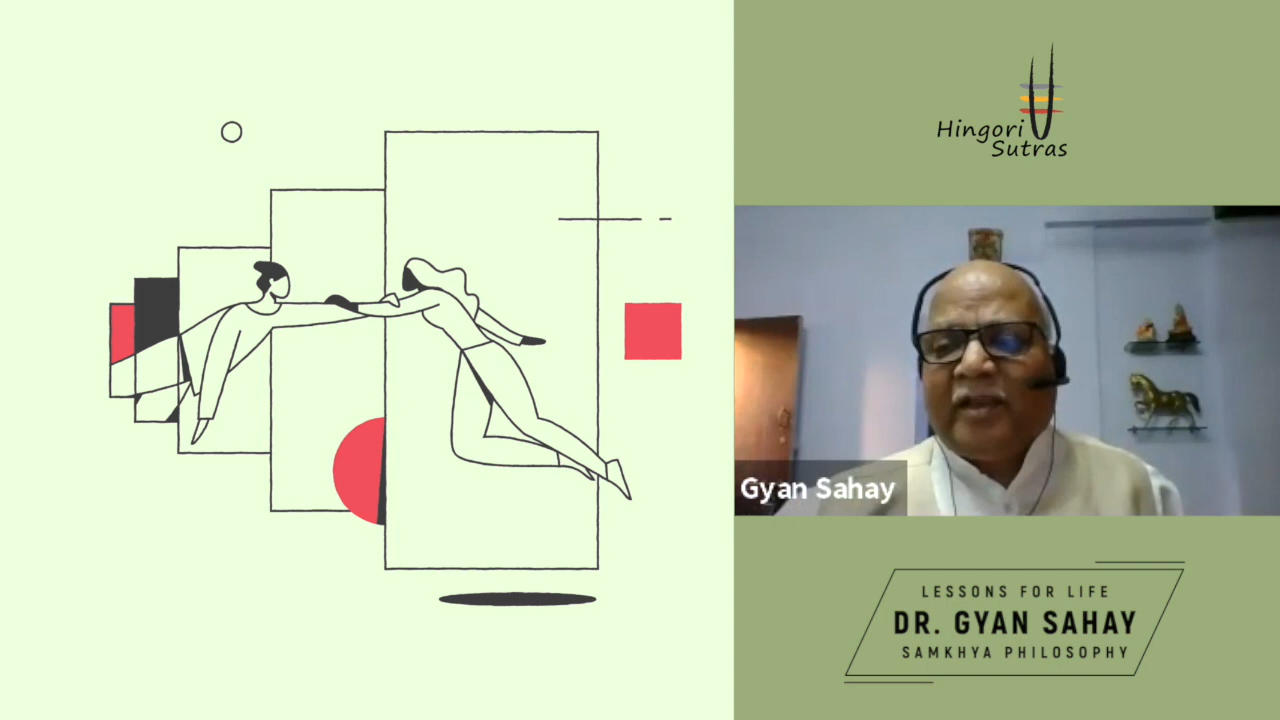 Hingori
Sutras
Gyan Sahay
LESSONS FOR LIFE
DR. GYAN SAHAY
SAMKHYA PHILOSOPHY